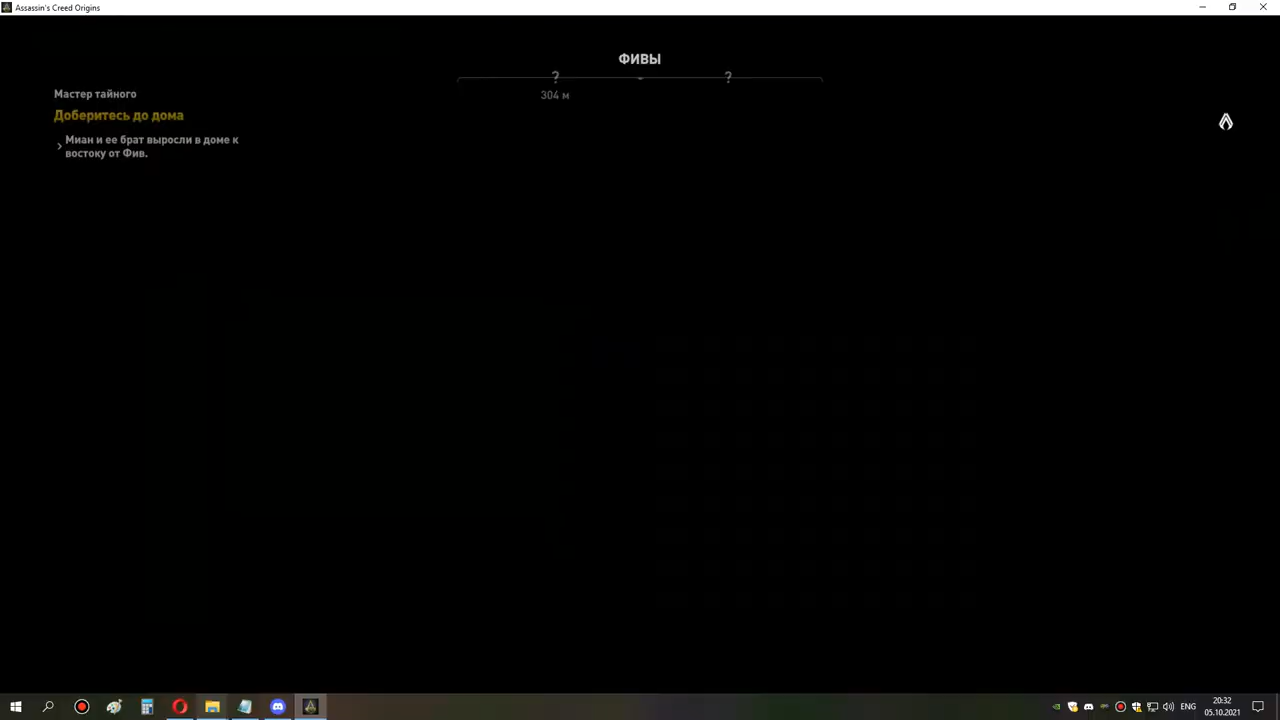 Assassin's Creed Origins
ФИВЫ
? ?
304 м
Мастер тайного
Доберитесь до дома
Миан и ее брат выросли в доме к
востоку от Фив.
ENG
20:32
05.10.2021